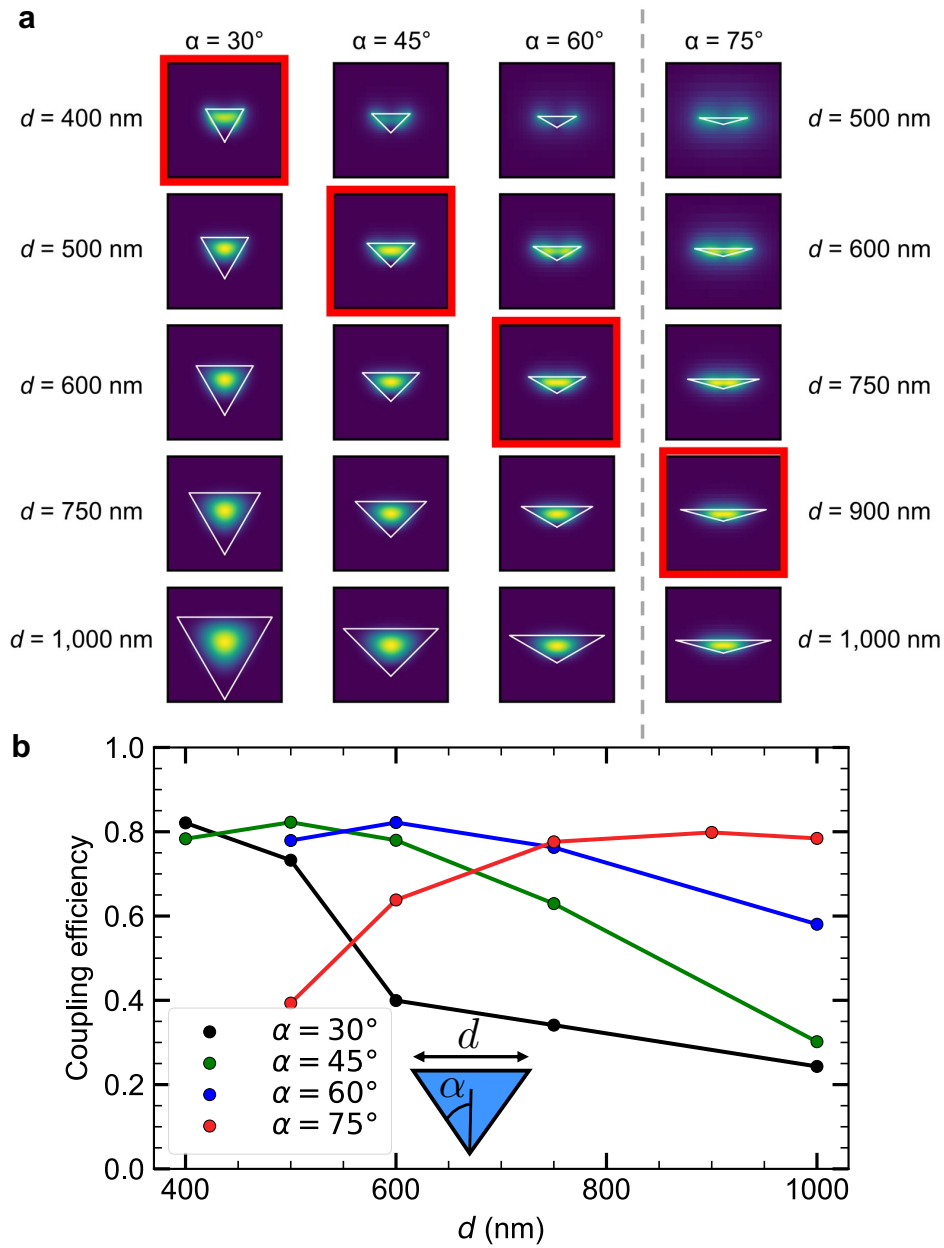 a
α = 30° α = 45° α = 60° α = 75°
d = 400 nm d = 500 nm
d = 500 nm d = 600 nm
d = 600 nm d = 750 nm
d = 750 nm d = 900 nm
d = 1,000 nm d = 1,000 nm
b
1.0
0.8
0.6
0.4
0.2
0.0
Coupling efficiency
α = 30°
α = 45°
α = 60°
α = 75°
d
α
400 600 800 1000
d (nm)